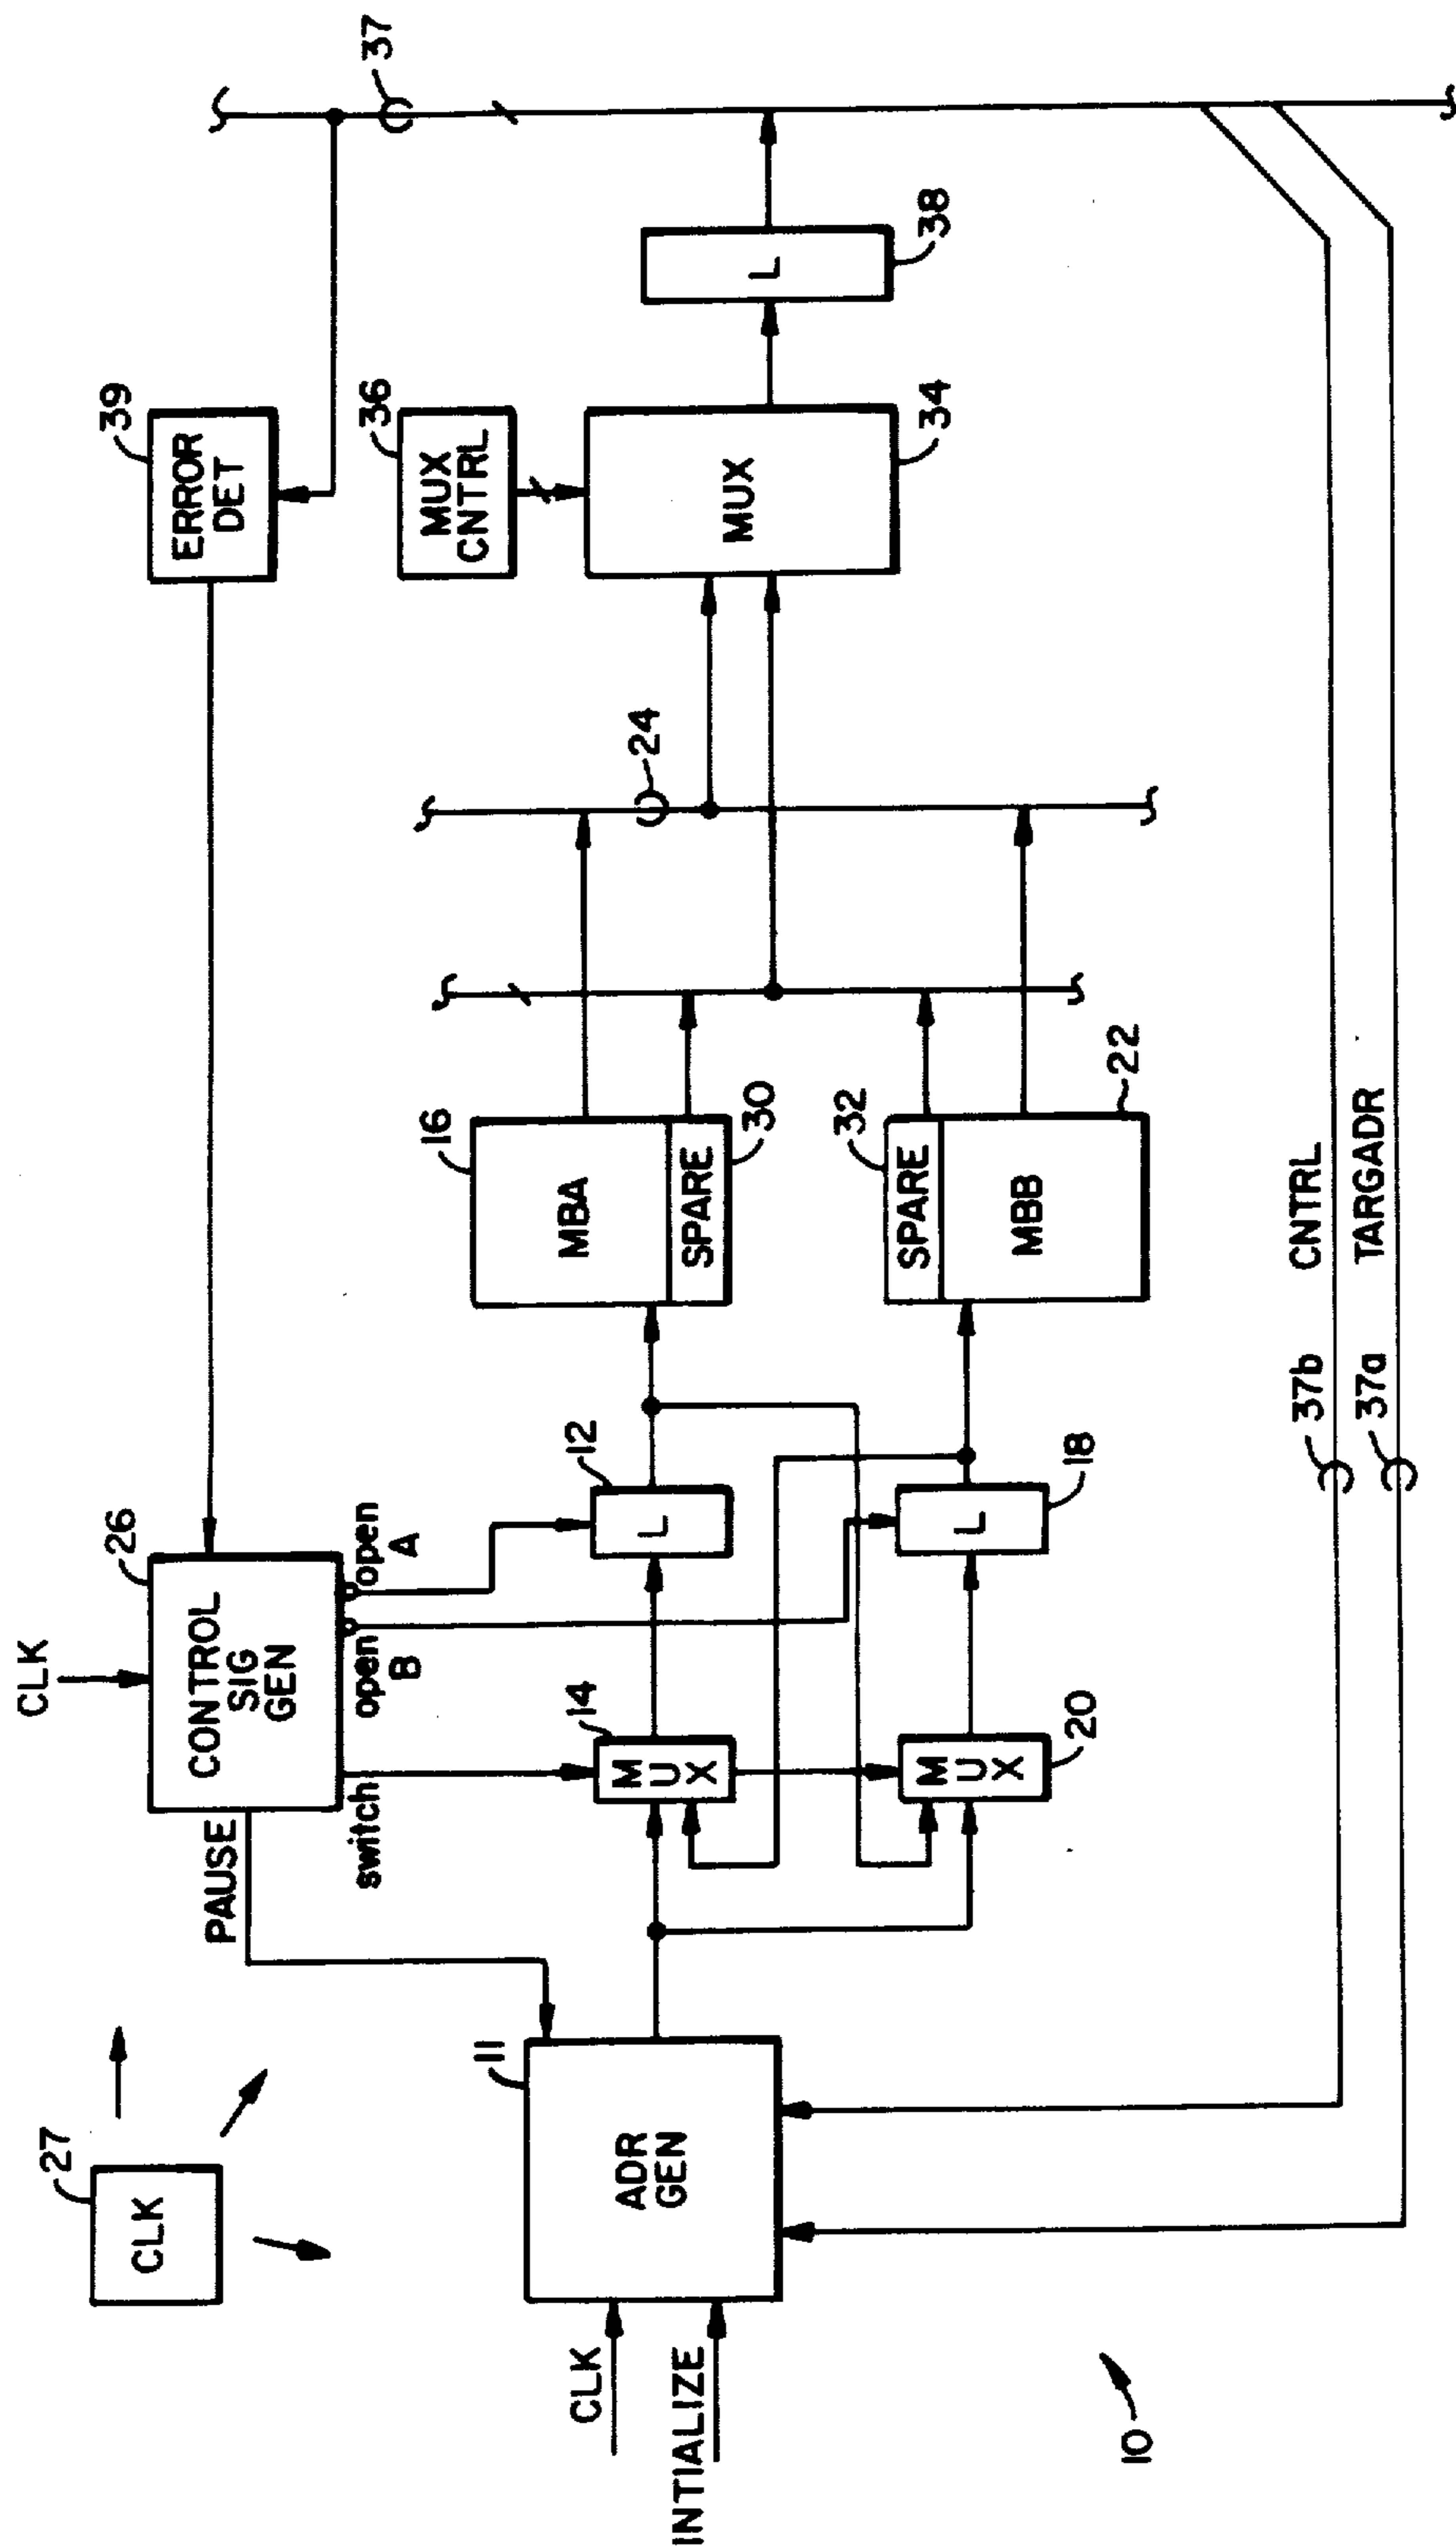 27
CLK
CLK
26
CONTROL
SIG
GEN
PAUSE
switch
open
B
open
A
39
ERROR
DET
37
36
MUX
CNTRL
11
ADR
GEN
CLK
INTIALIZE
14
MUX
12
L
16
MBA
SPARE
30
24
MUX
34
L
38
20
MUX
18
L
32
SPARE
MBB
22
37b
CNTRL
37a
TARGADR
10